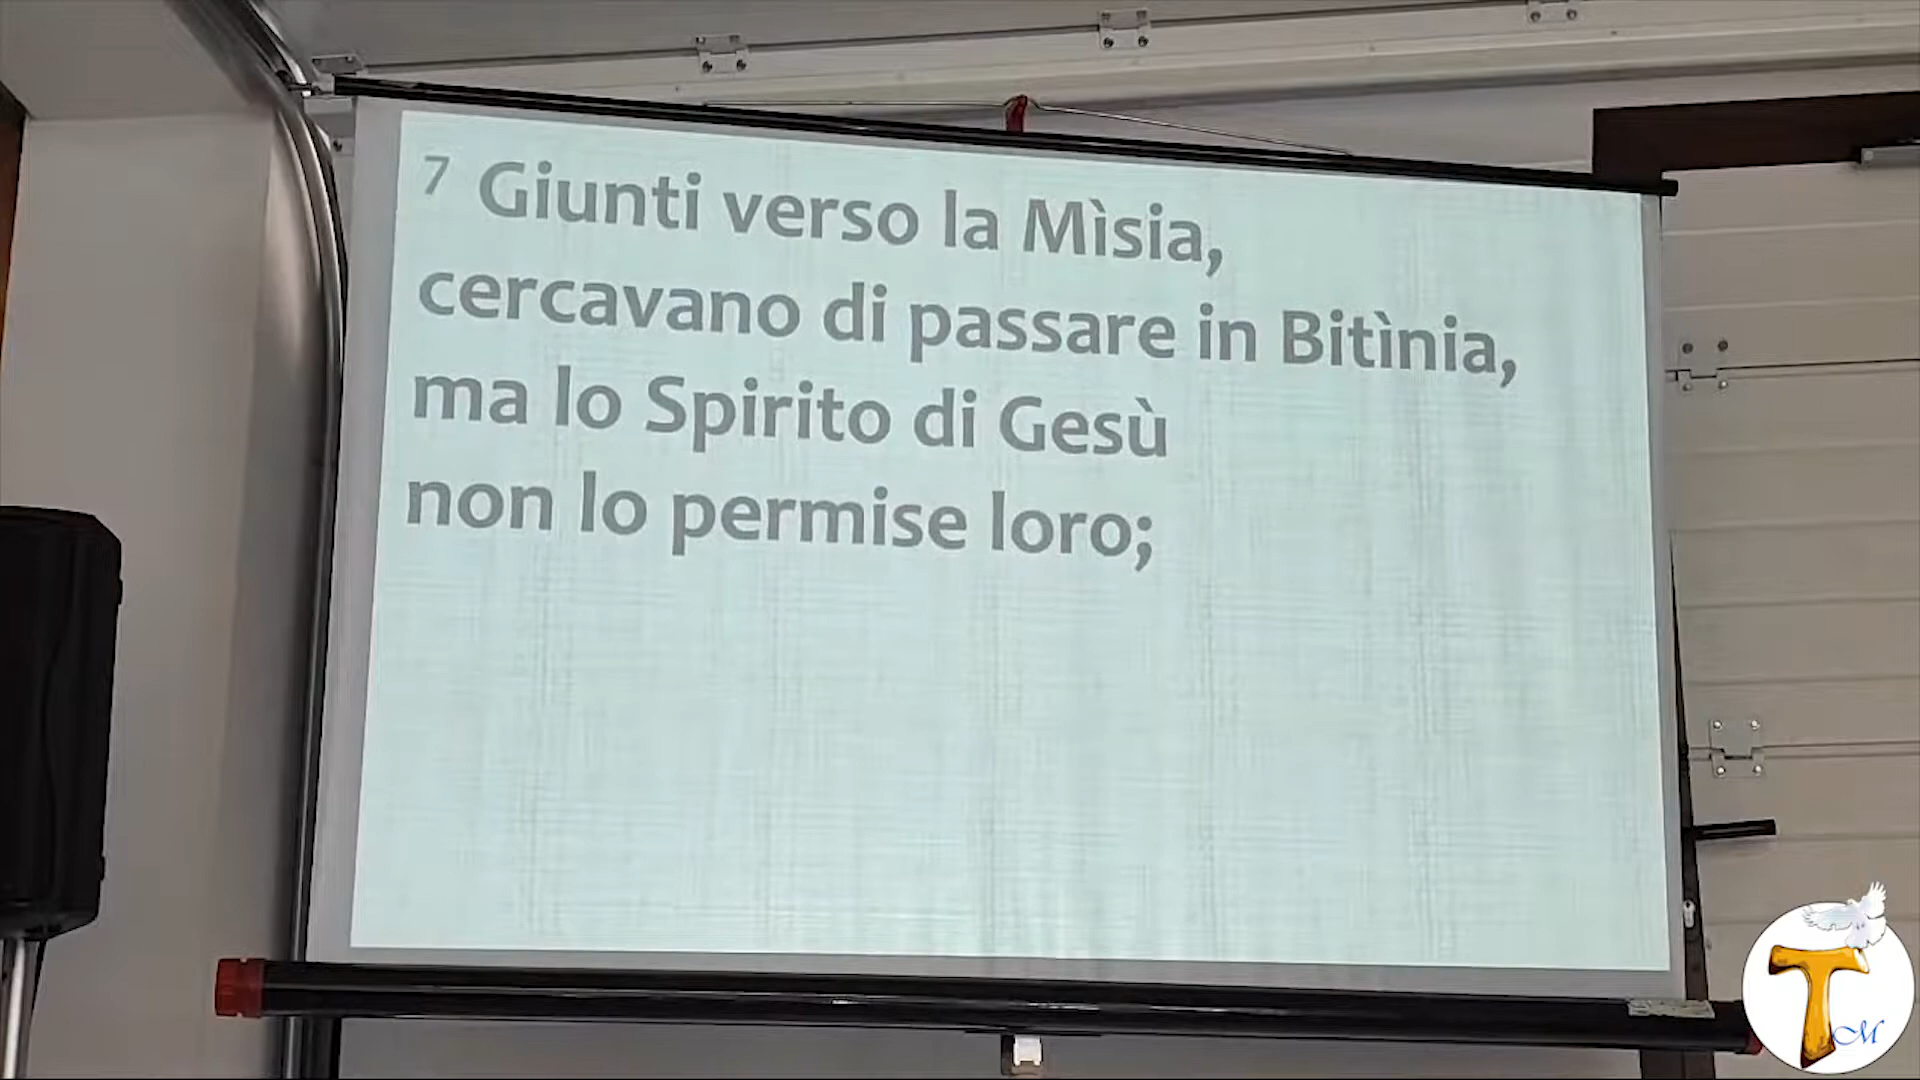 7 Giunti verso la Mìsia,
cercavano di passare in Bitìnia,
ma lo Spirito di Gesù
non lo permise loro;
M